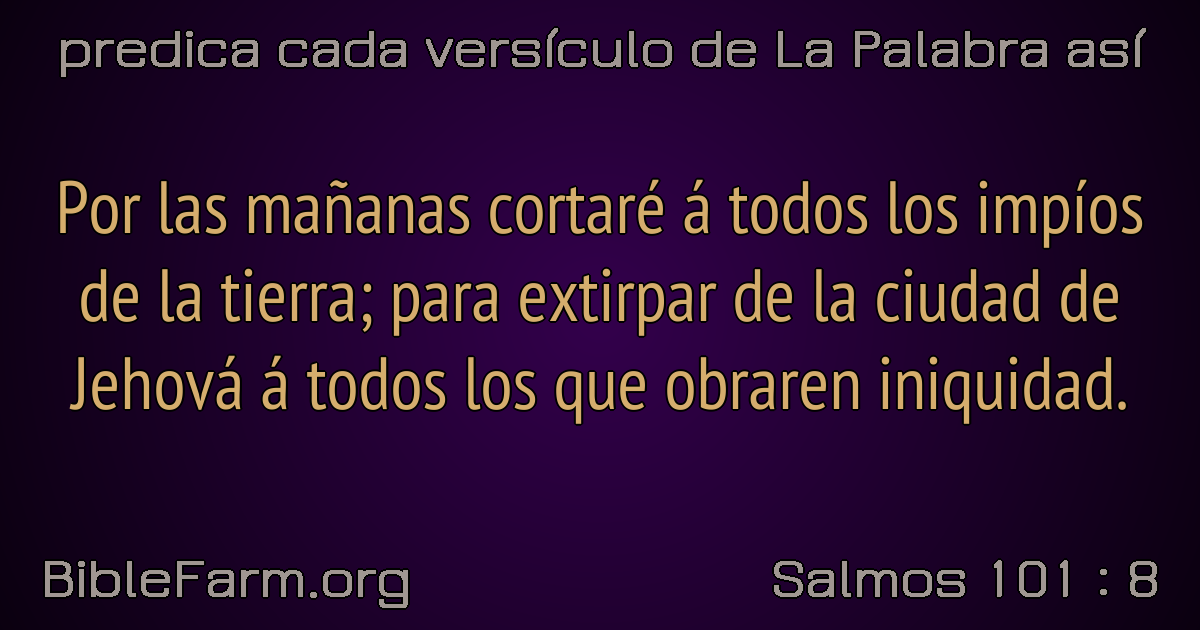 predica cada versículo de La Palabra así
Por las mañanas cortaré á todos los impíos
de la tierra; para extirpar de la ciudad de
Jehová á todos los que obraren iniquidad.
BibleFarm.org
Salmos 101 : 8